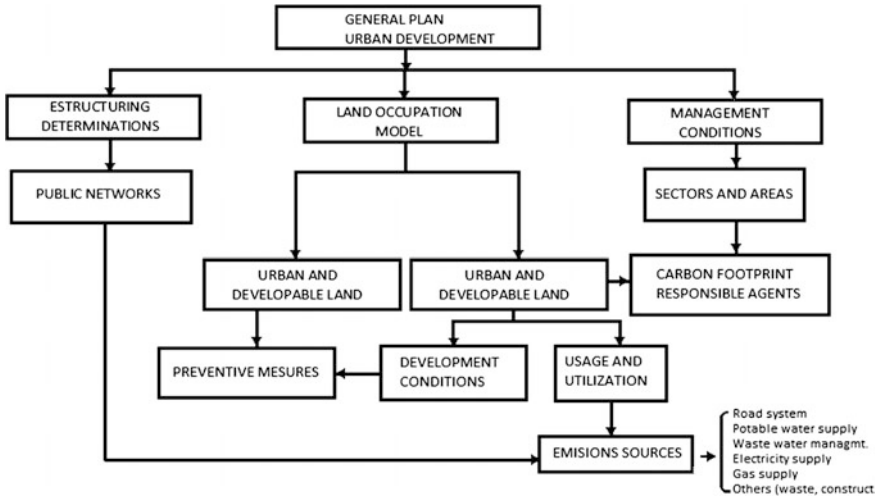 GENERAL PLAN
URBAN DEVELOPMENT
ESTRUCTURING
DETERMINATIONS
LAND OCCUPATION
MODEL
MANAGEMENT
CONDITIONS
PUBLIC NETWORKS
SECTORS AND AREAS
URBAN AND
DEVELOPABLE LAND
URBAN AND
DEVELOPABLE LAND
CARBON FOOTPRINT
RESPONSIBLE AGENTS
PREVENTIVE MESURES
DEVELOPMENT
CONDITIONS
USAGE AND
UTILIZATION
EMISIONS SOURCES
Road system
Potable water supply
Waste water managmt.
Electricity supply
Gas supply
Others (waste, construct